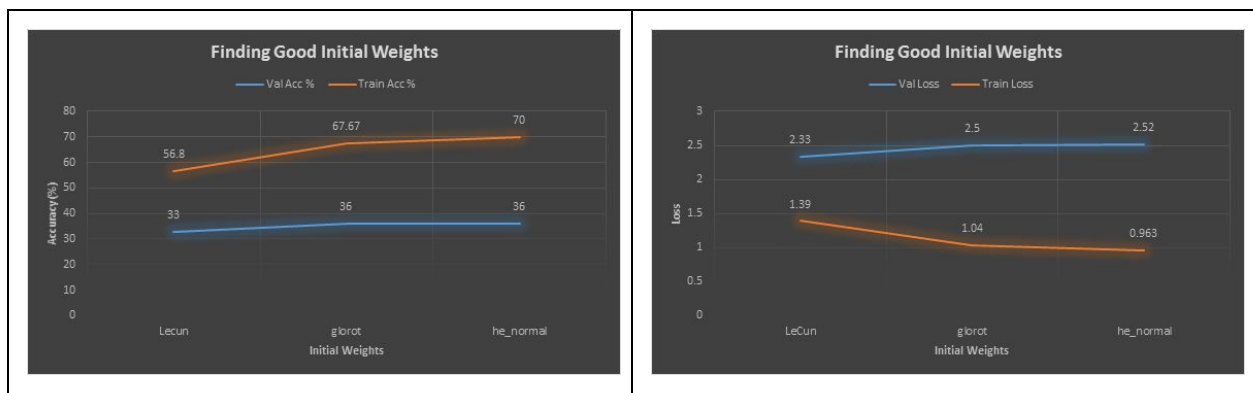 Finding Good Initial Weights
Val Acc % Train Acc %
80
70
60
50
40
30
20
10
0
Accuracy(%)
56.8
67.67
70
33
36
36
Lecun glorot he_normal
Initial Weights
Finding Good Initial Weights
Val Loss Train Loss
3
2.5
2
1.5
1
0.5
0
Loss
2.33
2.5
2.52
1.39
1.04
0.963
LeCun glorot he_normal
Initial Weights